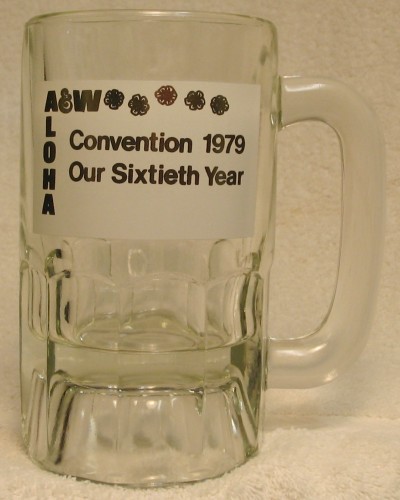 A&W
ALOHA
Convention 1979
Our Sixtieth Year